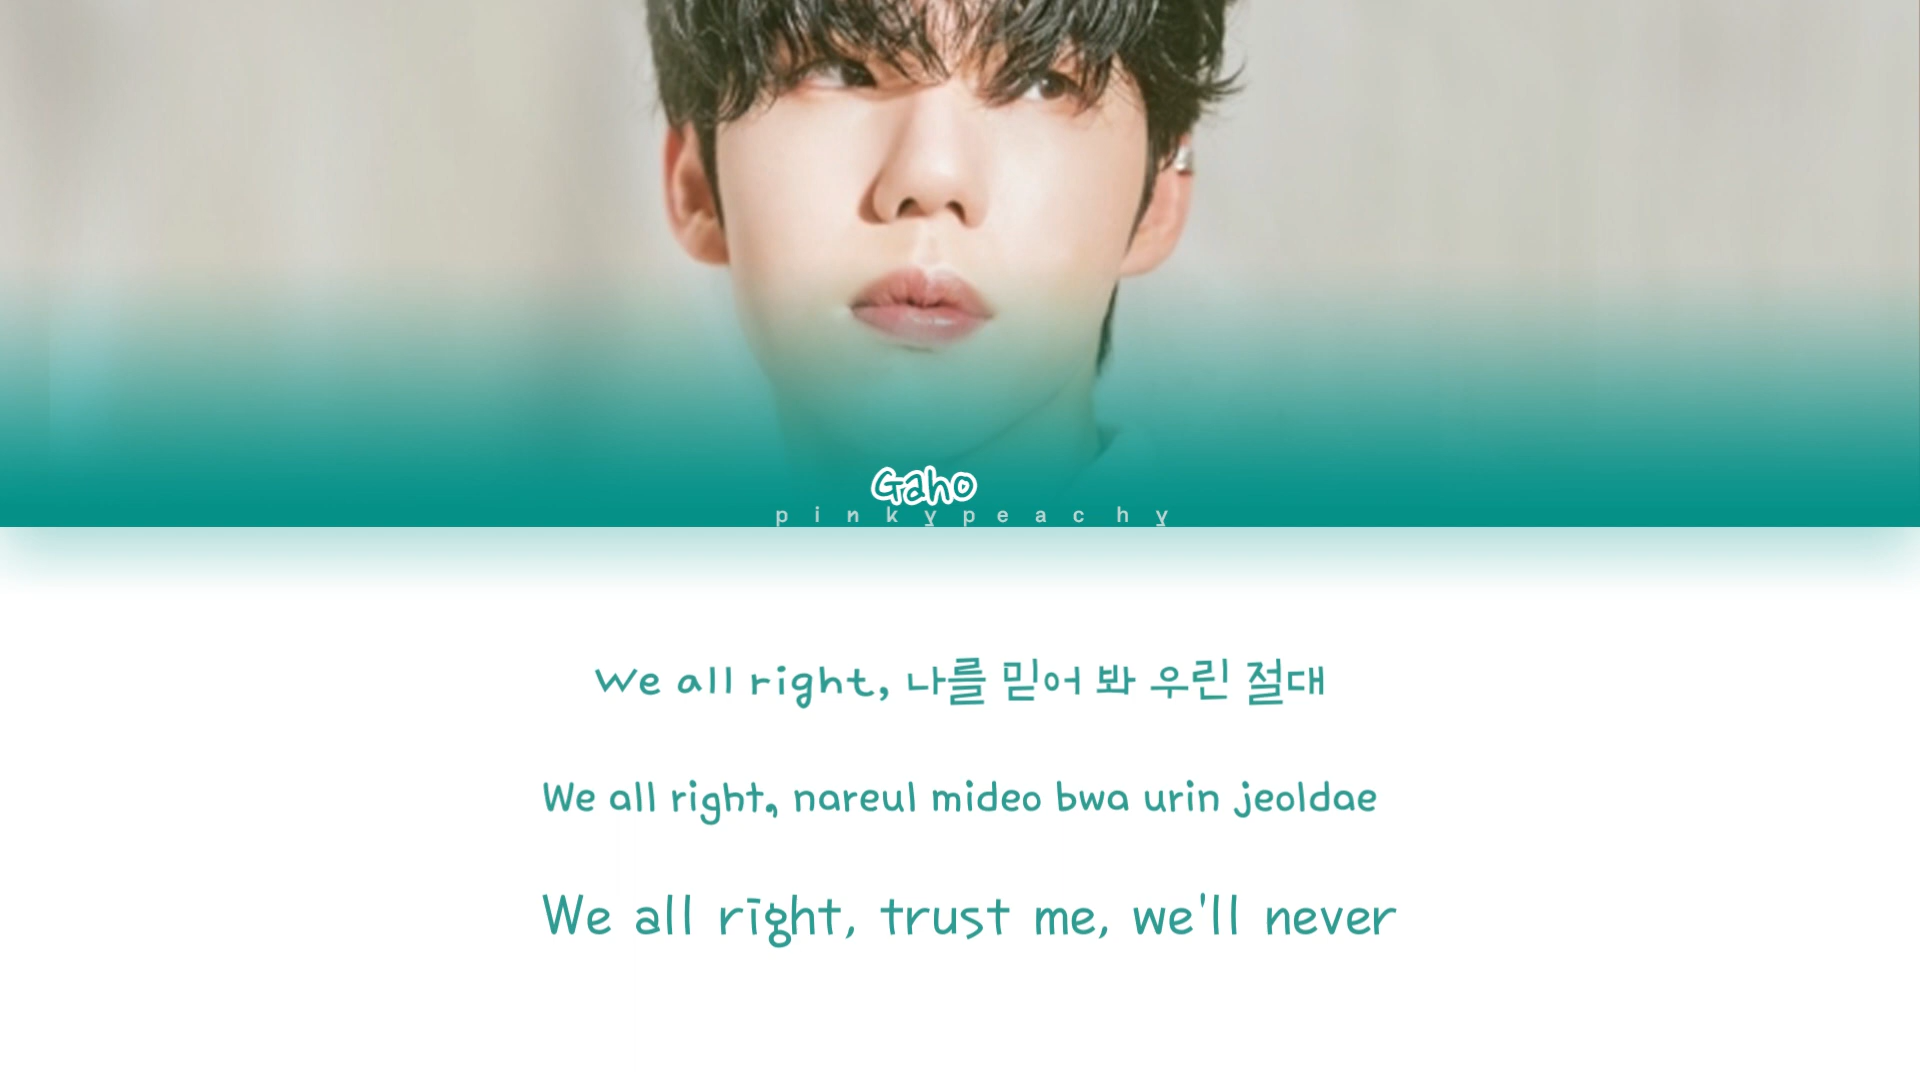 Gaho
pinkypeachy
We all right, 나를 믿어 봐 우린 절대
We all right, nareul mideo bwa urin jeoldae
We all right, trust me, we'll never